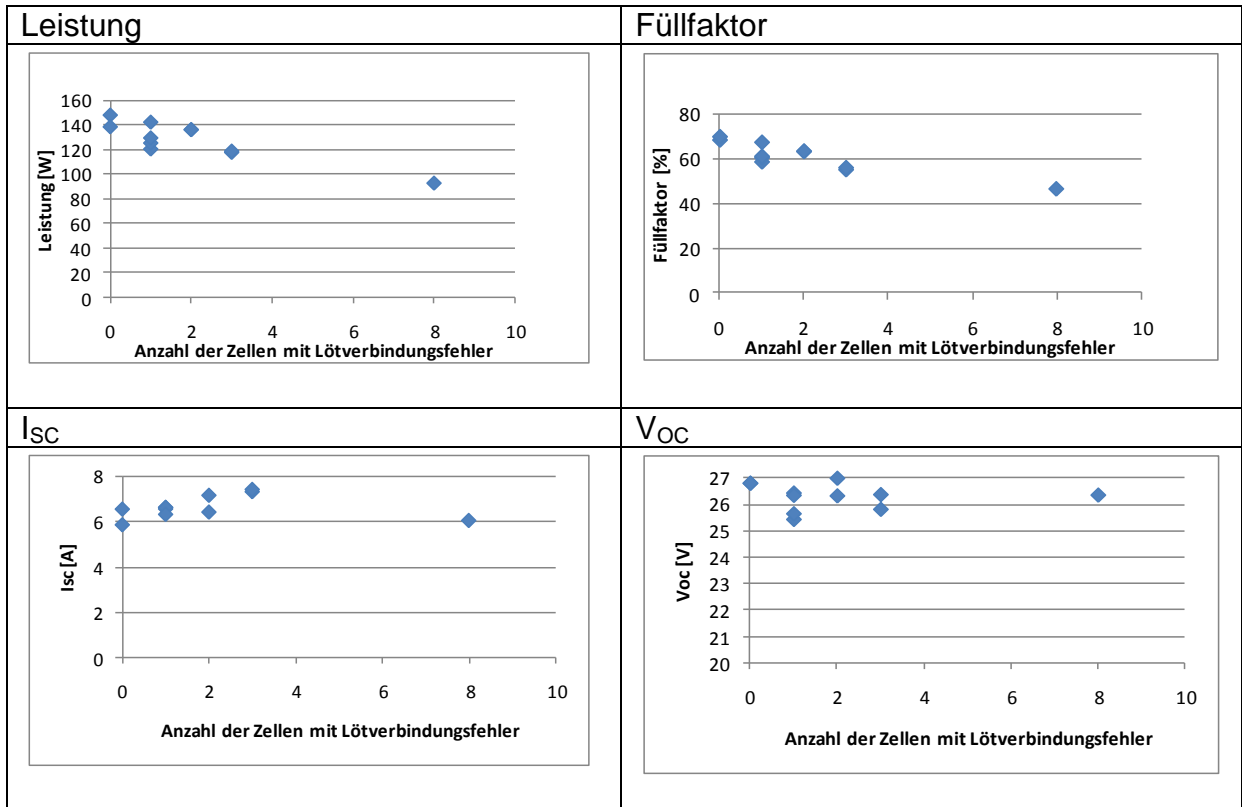 Leistung
Füllfaktor
160
140
120
100
80
60
40
20
0
0 2 4 6 8 10
Leistung [W]
Anzahl der Zellen mit Lötverbindungsfehler
80
60
40
20
0
0 2 4 6 8 10
Füllfaktor [%]
Anzahl der Zellen mit Lötverbindungsfehler
ISC
VOC
8
6
4
2
0
0 2 4 6 8 10
Isc [A]
Anzahl der Zellen mit Lötverbindungsfehler
27
26
25
24
23
22
21
20
0 2 4 6 8 10
Voc [V]
Anzahl der Zellen mit Lötverbindungsfehler